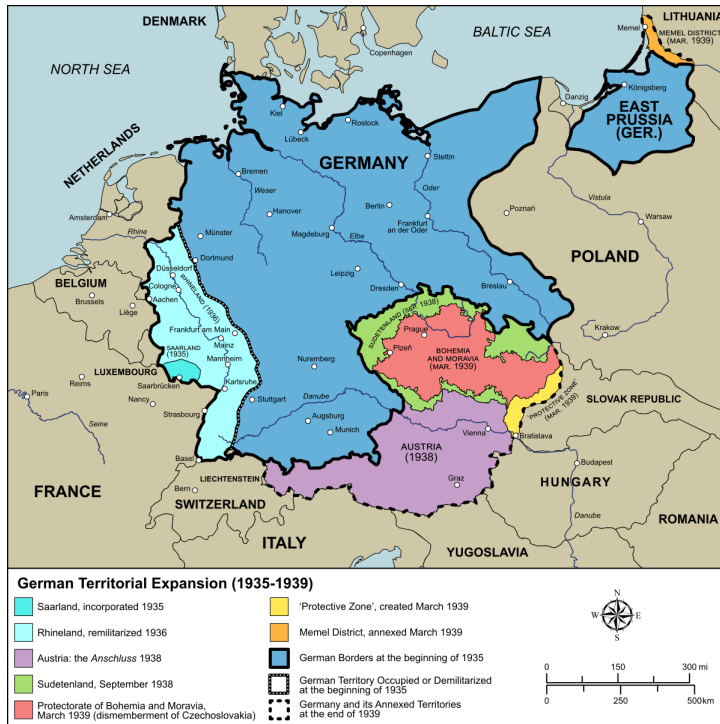 DENMARK
LITHUANIA
BALTIC SEA
Memel
MEMEL DISTRICT
(MAR. 1939)
Copenhagen
NORTH SEA
Königsberg
Danzig
EAST
PRUSSIA
(GER.)
Kiel
Rostock
Lübeck
NETHERLANDS
GERMANY
Stettin
Bremen
Weser
Oder
Vistula
Amsterdam
Hanover
Berlin
Poznań
Warsaw
Frankfurt
an der Oder
Rhine
Münster
Magdeburg
Elbe
POLAND
Dortmund
Düsseldorf
RHINELAND (1936)
Leipzig
BELGIUM
Cologne
Dresden
Breslau
Brussels
Aachen
Liège
SUDETENLAND (SEP. 1938)
Frankfurt am Main
Prague
Krakow
Mainz
SAARLAND
(1935)
Plzeň
BOHEMIA
AND MORAVIA
(MAR. 1939)
Mannheim
LUXEMBOURG
Nuremberg
Saarbrücken
Karlsruhe
Reims
'PROTECTIVE ZONE'
(MAR. 1939)
Paris
Nancy
Stuttgart
Danube
SLOVAK REPUBLIC
Strasbourg
Augsburg
Seine
Munich
Vienna
Bratislava
AUSTRIA
(1938)
Basel
Budapest
LIECHTENSTEIN
Graz
HUNGARY
FRANCE
Bern
SWITZERLAND
Danube
ROMANIA
ITALY
YUGOSLAVIA
German Territorial Expansion (1935-1939)
Saarland, incorporated 1935
Rhineland, remilitarized 1936
Austria: the Anschluss 1938
Sudetenland, September 1938
Protectorate of Bohemia and Moravia,
March 1939 (dismemberment of Czechoslovakia)
'Protective Zone', created March 1939
Memel District, annexed March 1939
German Borders at the beginning of 1935
German Territory Occupied or Demilitarized
at the beginning of 1935
Germany and its Annexed Territories
at the end of 1939
N
W E
S
0 150 300 mi
0 250 500km